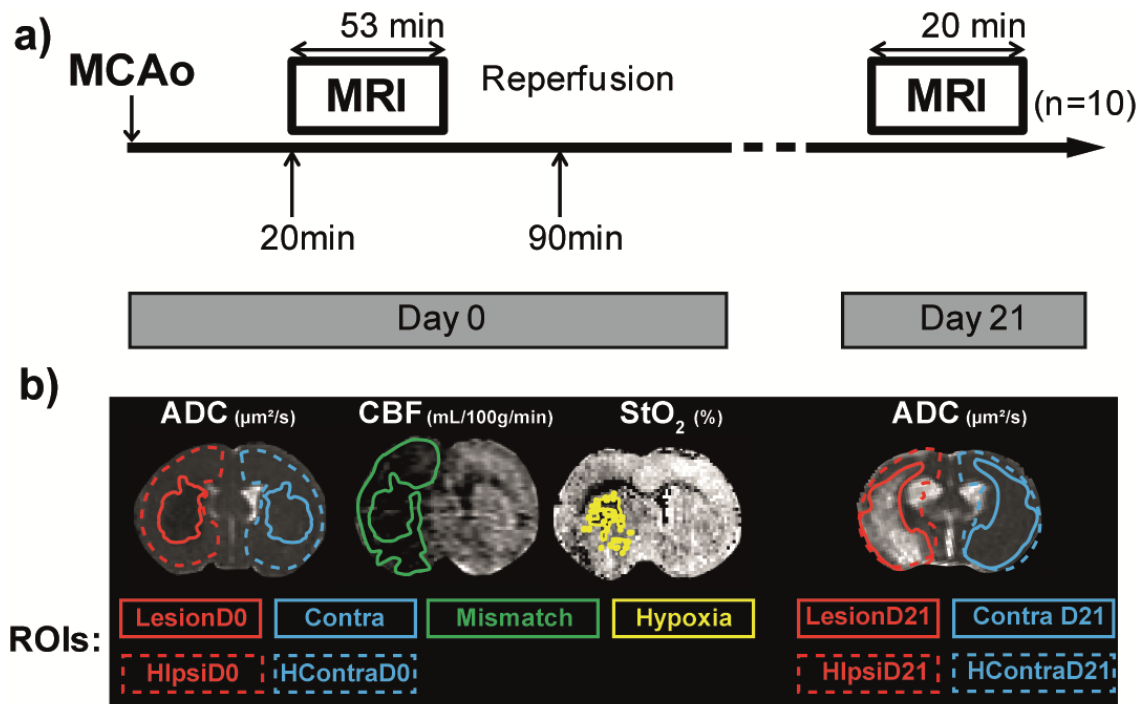 a)
53 min
20 min
MCAo
MRI
Reperfusion
MRI
(n=10)
20min
90min
Day 0
Day 21
b)
ADC (µm²/s)
CBF (mL/100g/min)
StO₂ (%)
ADC (µm²/s)
ROIs:
LesionD0
Contra
Mismatch
Hypoxia
LesionD21
Contra D21
HIpsiD0
HContraD0
HIpsiD21
HContraD21